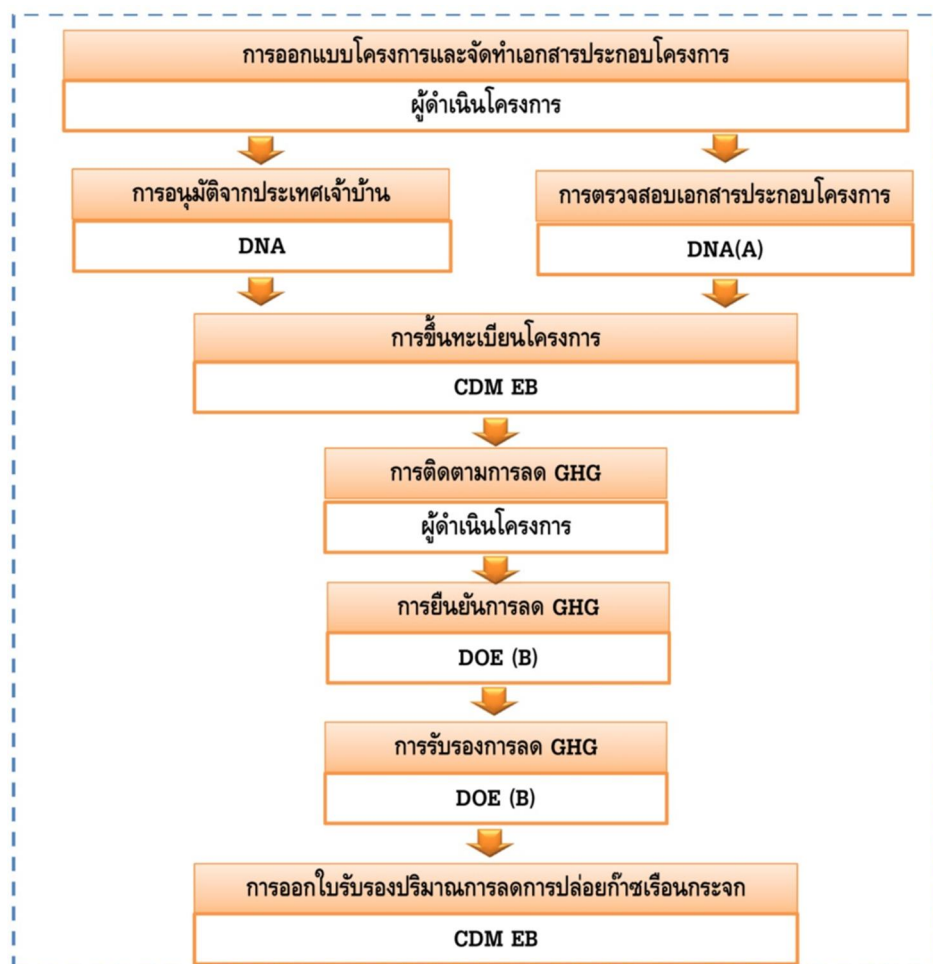 การออกแบบโครงการและจัดทำเอกสารประกอบโครงการ
ผู้ดำเนินโครงการ
การอนุมัติจากประเทศเจ้าบ้าน
DNA
การตรวจสอบเอกสารประกอบโครงการ
DNA(A)
การขึ้นทะเบียนโครงการ
CDM EB
การติดตามการลด GHG
ผู้ดำเนินโครงการ
การยืนยันการลด GHG
DOE (B)
การรับรองการลด GHG
DOE (B)
การออกใบรับรองปริมาณการลดการปล่อยก๊าซเรือนกระจก
CDM EB